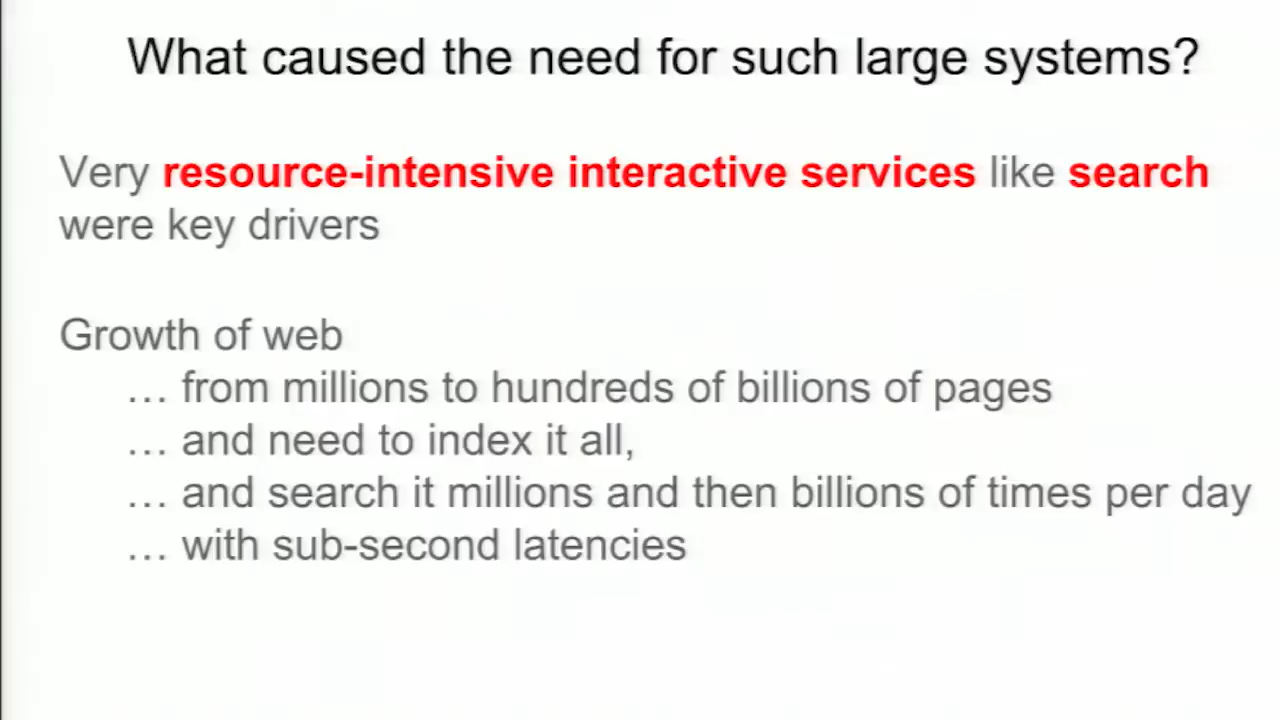 What caused the need for such large systems?
Very resource-intensive interactive services like search
were key drivers
Growth of web
… from millions to hundreds of billions of pages
… and need to index it all,
… and search it millions and then billions of times per day
… with sub-second latencies